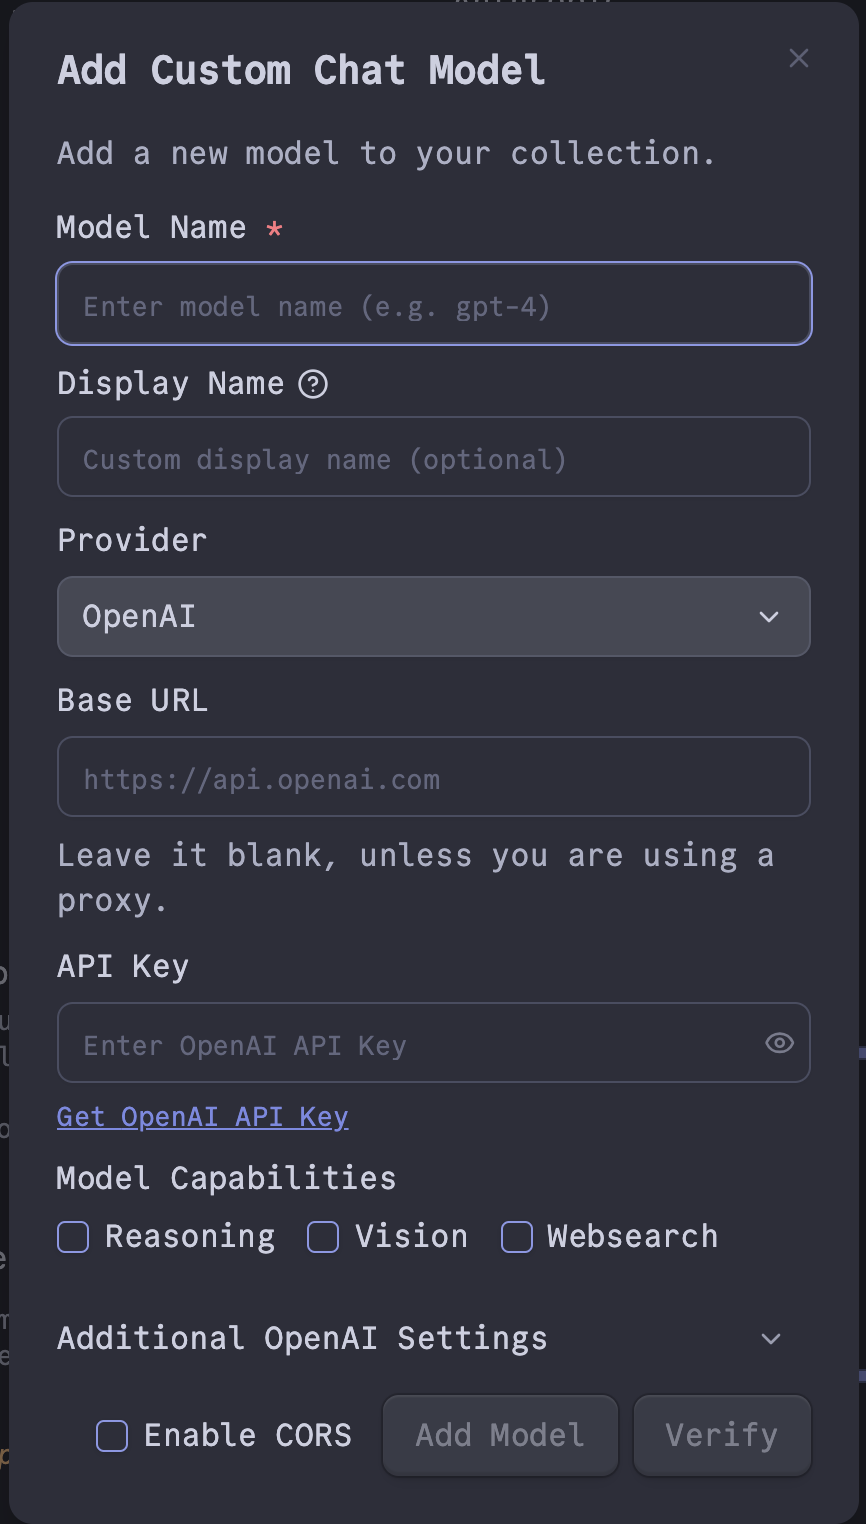 Add Custom Chat Model
Add a new model to your collection.
Model Name *
Enter model name (e.g. gpt-4)
Display Name
Custom display name (optional)
Provider
OpenAI
Base URL
https://api.openai.com
Leave it blank, unless you are using a
proxy.
API Key
Enter OpenAI API Key
Get OpenAI API Key
Model Capabilities
Reasoning Vision Websearch
Additional OpenAI Settings
Enable CORS Add Model Verify